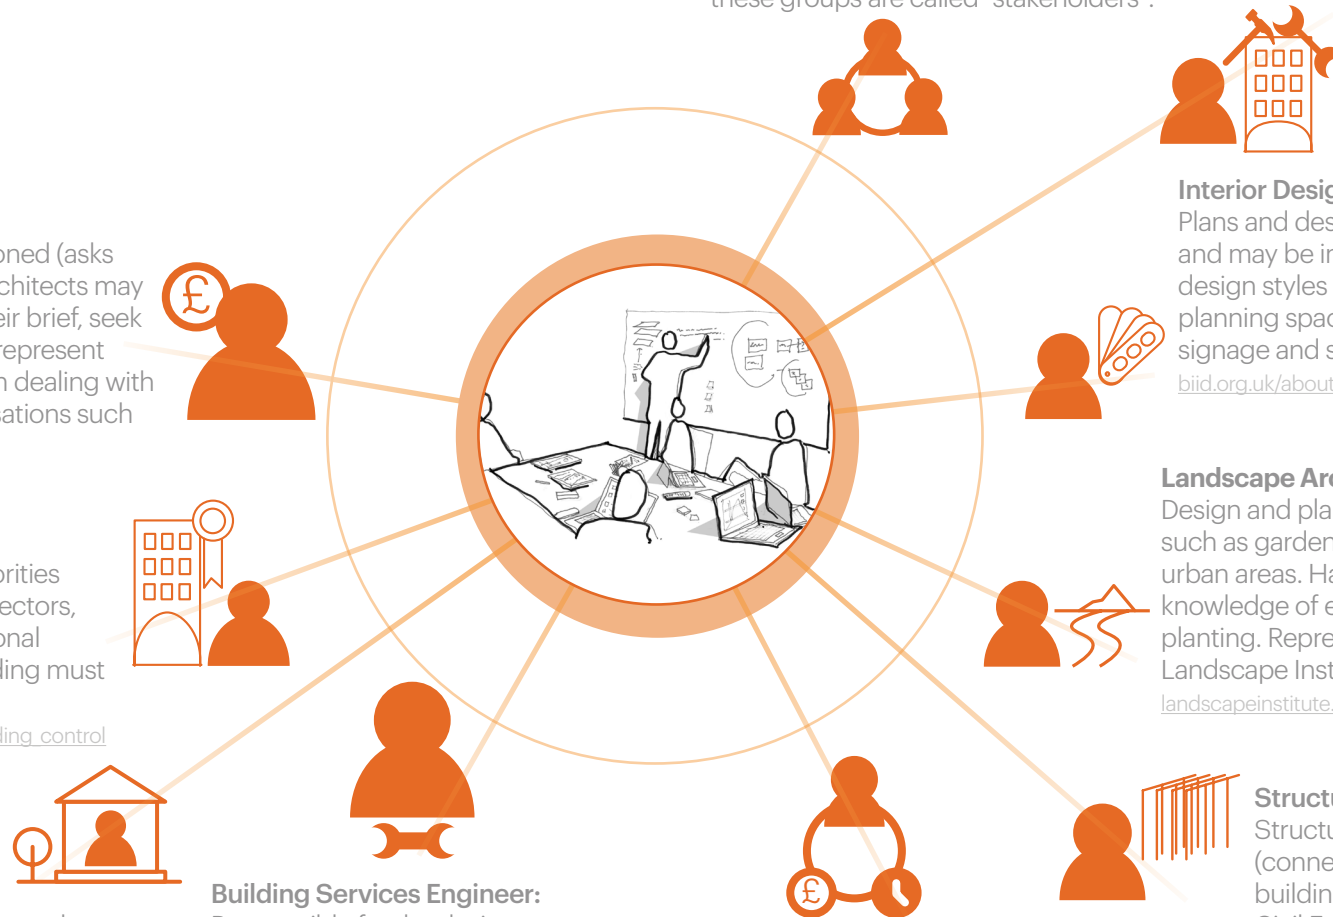 these groups are called "stakeholders".
Interior Desig
Plans and des
and may be in
design styles
planning spac
signage and s
biid.org.uk/about
oned (asks
chitects may
eir brief, seek
represent
n dealing with
sations such
£
Landscape Arc
Design and pla
such as garden
urban areas. Ha
knowledge of e
planting. Repre
Landscape Inst
landscapeinstitute.
orities
ectors,
onal
ding must
ding_control
Building Services Engineer:
£
Structu
Structu
(conne
building